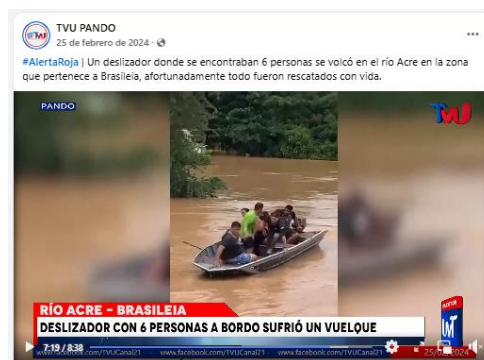 TVU PANDO
25 de febrero de 2024 ·
#AlertaRoja | Un deslizador donde se encontraban 6 personas se volcó en el río Acre en la zona
que pertenece a Brasileia, afortunadamente todo fueron rescatados con vida.
PANDO
TVU
RÍO ACRE - BRASILEIA
DESLIZADOR CON 6 PERSONAS A BORDO SUFRIÓ UN VUELQUE
7:19 / 8:38
www.facebook.com/TVUCanal21 www.facebook.com/TVUCanal21 www.facebook.com/TVUCanal21